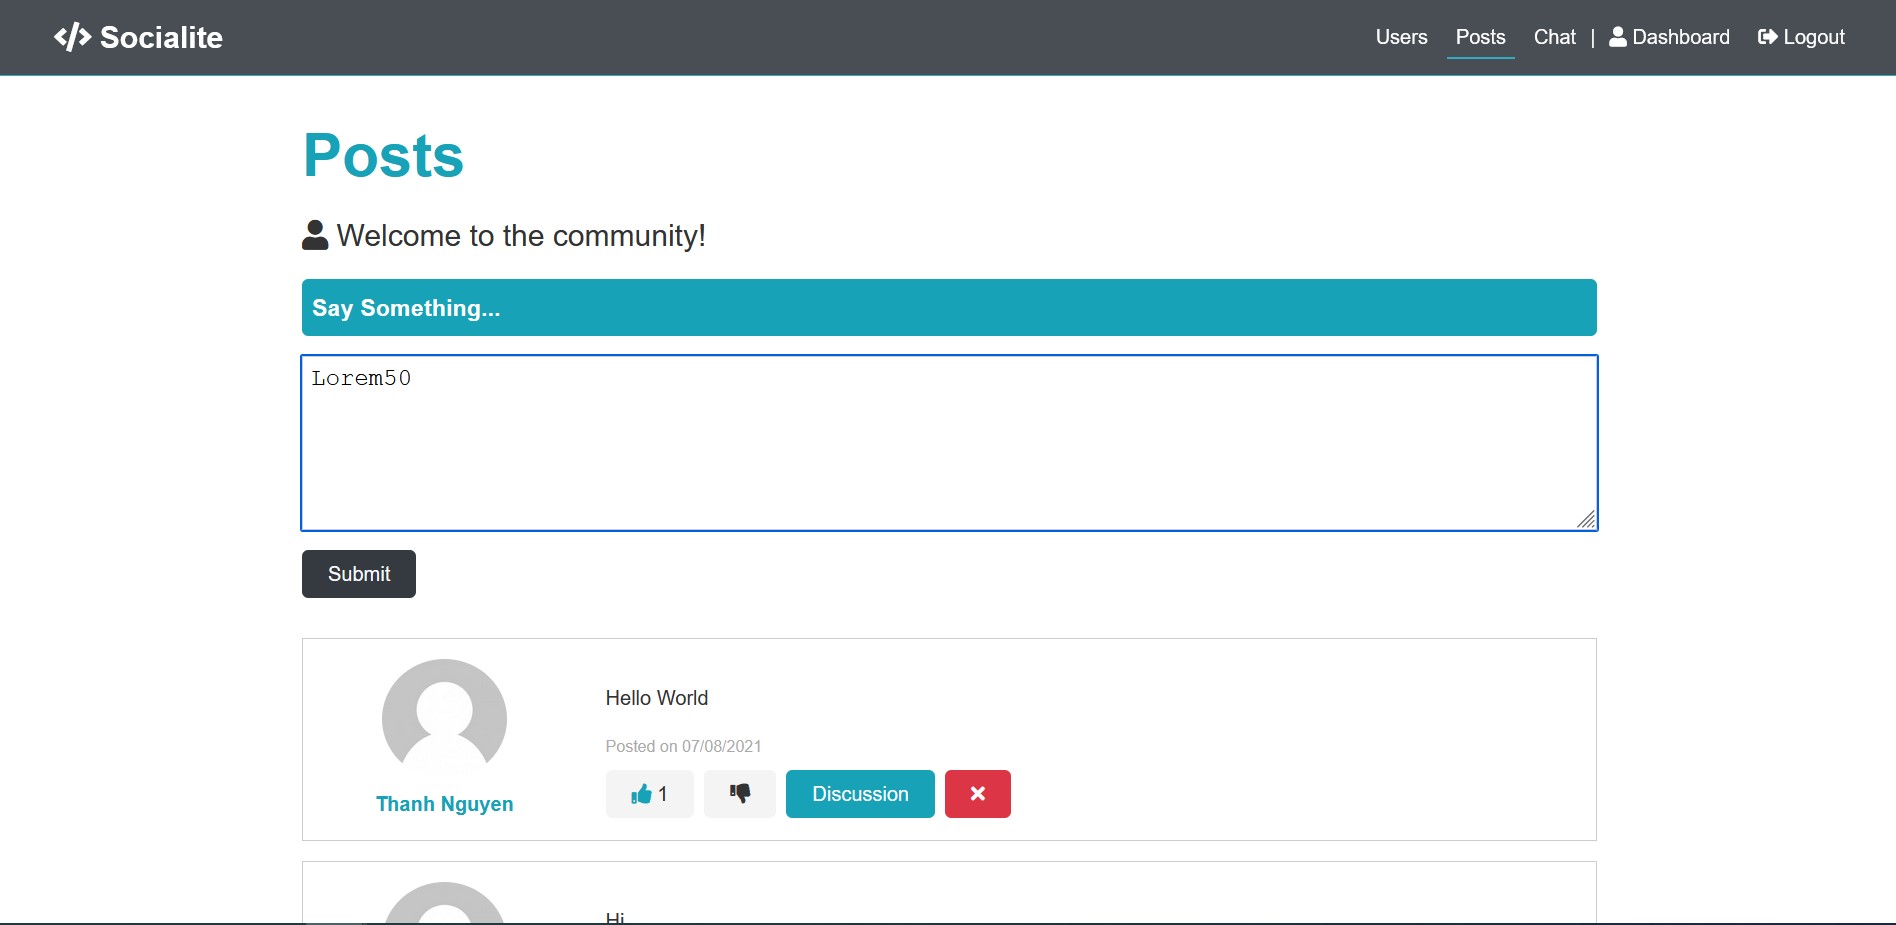 Socialite
Users Posts Chat | Dashboard Logout
Posts
Welcome to the community!
Say Something...
Lorem50
Submit
Hello World
Posted on 07/08/2021
1 Discussion
Thanh Nguyen
Hi